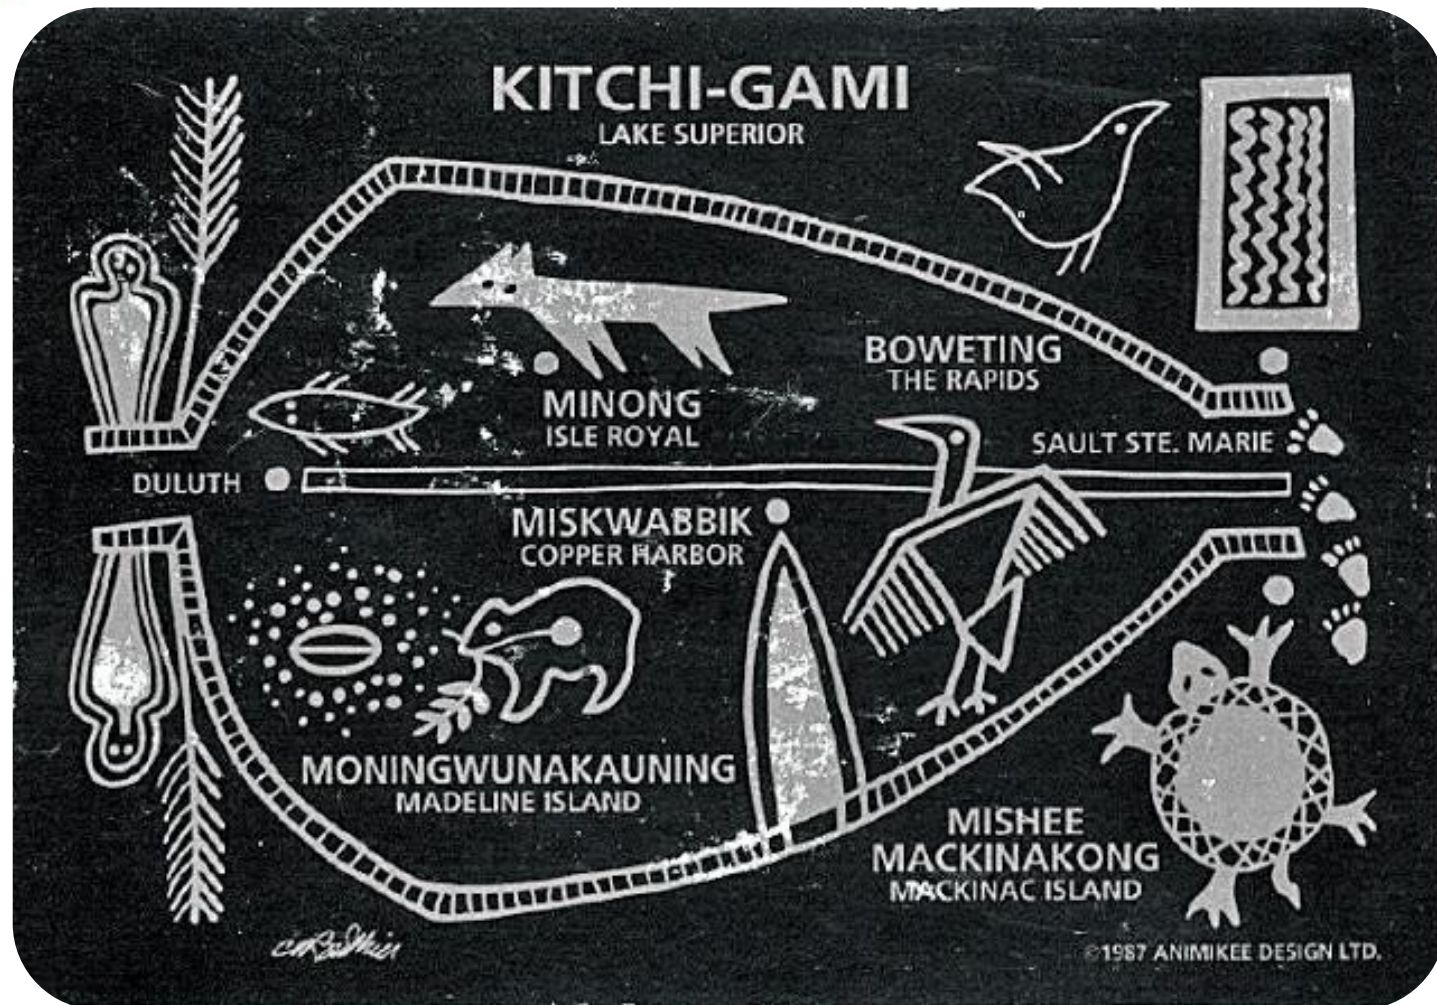 KITCHI-GAMI
LAKE SUPERIOR
BOWETING
THE RAPIDS
MINONG
ISLE ROYAL
SAULT STE. MARIE
DULUTH
MISKWABBIK
COPPER HARBOR
MONINGWUNAKAUNING
MADELINE ISLAND
MISHEE
MACKINAKONG
MACKINAC ISLAND
©1987 ANIMIKEE DESIGN LTD.